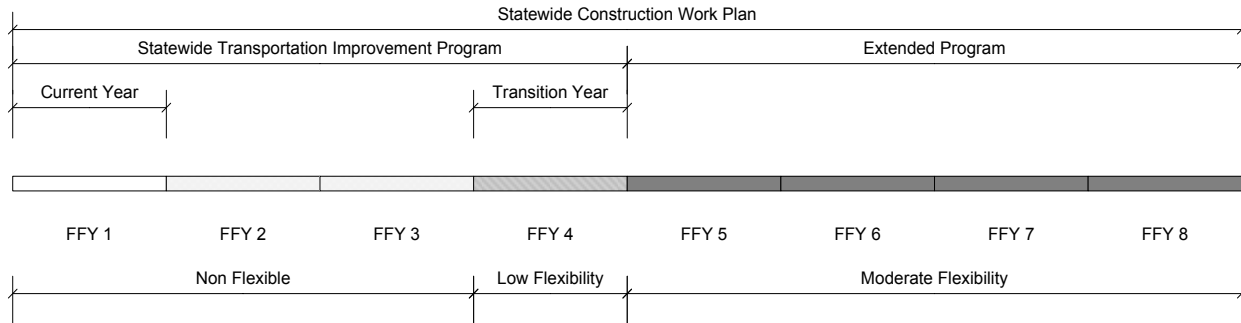 Statewide Construction Work Plan
Statewide Transportation Improvement Program
Extended Program
Current Year
Transition Year
FFY 1
FFY 2
FFY 3
FFY 4
FFY 5
FFY 6
FFY 7
FFY 8
Non Flexible
Low Flexibility
Moderate Flexibility